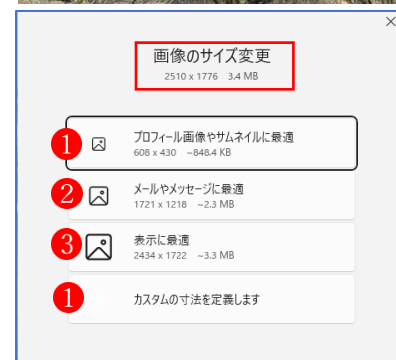 画像のサイズ変更
2510 x 1776 3.4 MB
1
プロフィール画像やサムネイルに最適
608 x 430 ~848.4 KB
2
メールやメッセージに最適
1721 x 1218 ~2.3 MB
3
表示に最適
2434 x 1722 ~3.3 MB
1
カスタムの寸法を定義します